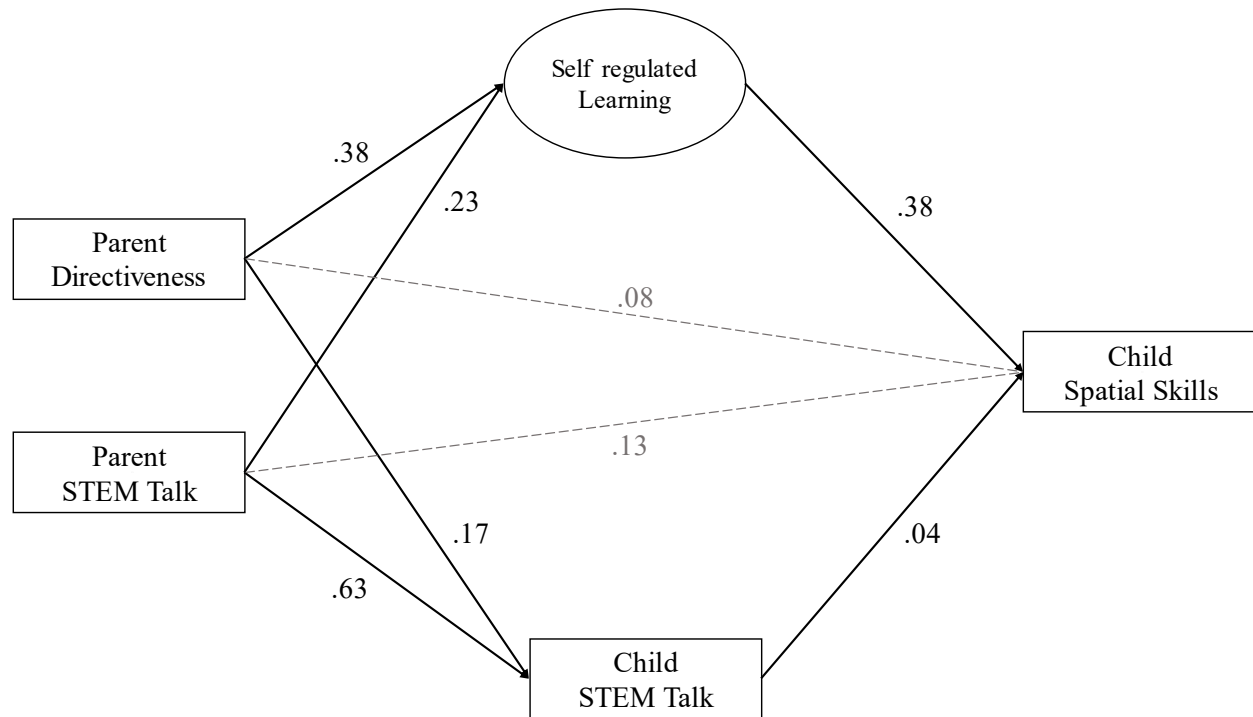 Self regulated
Learning
.38
.23
.38
Parent
Directiveness
.08
Child
Spatial Skills
Parent
STEM Talk
.13
.17
.04
.63
Child
STEM Talk